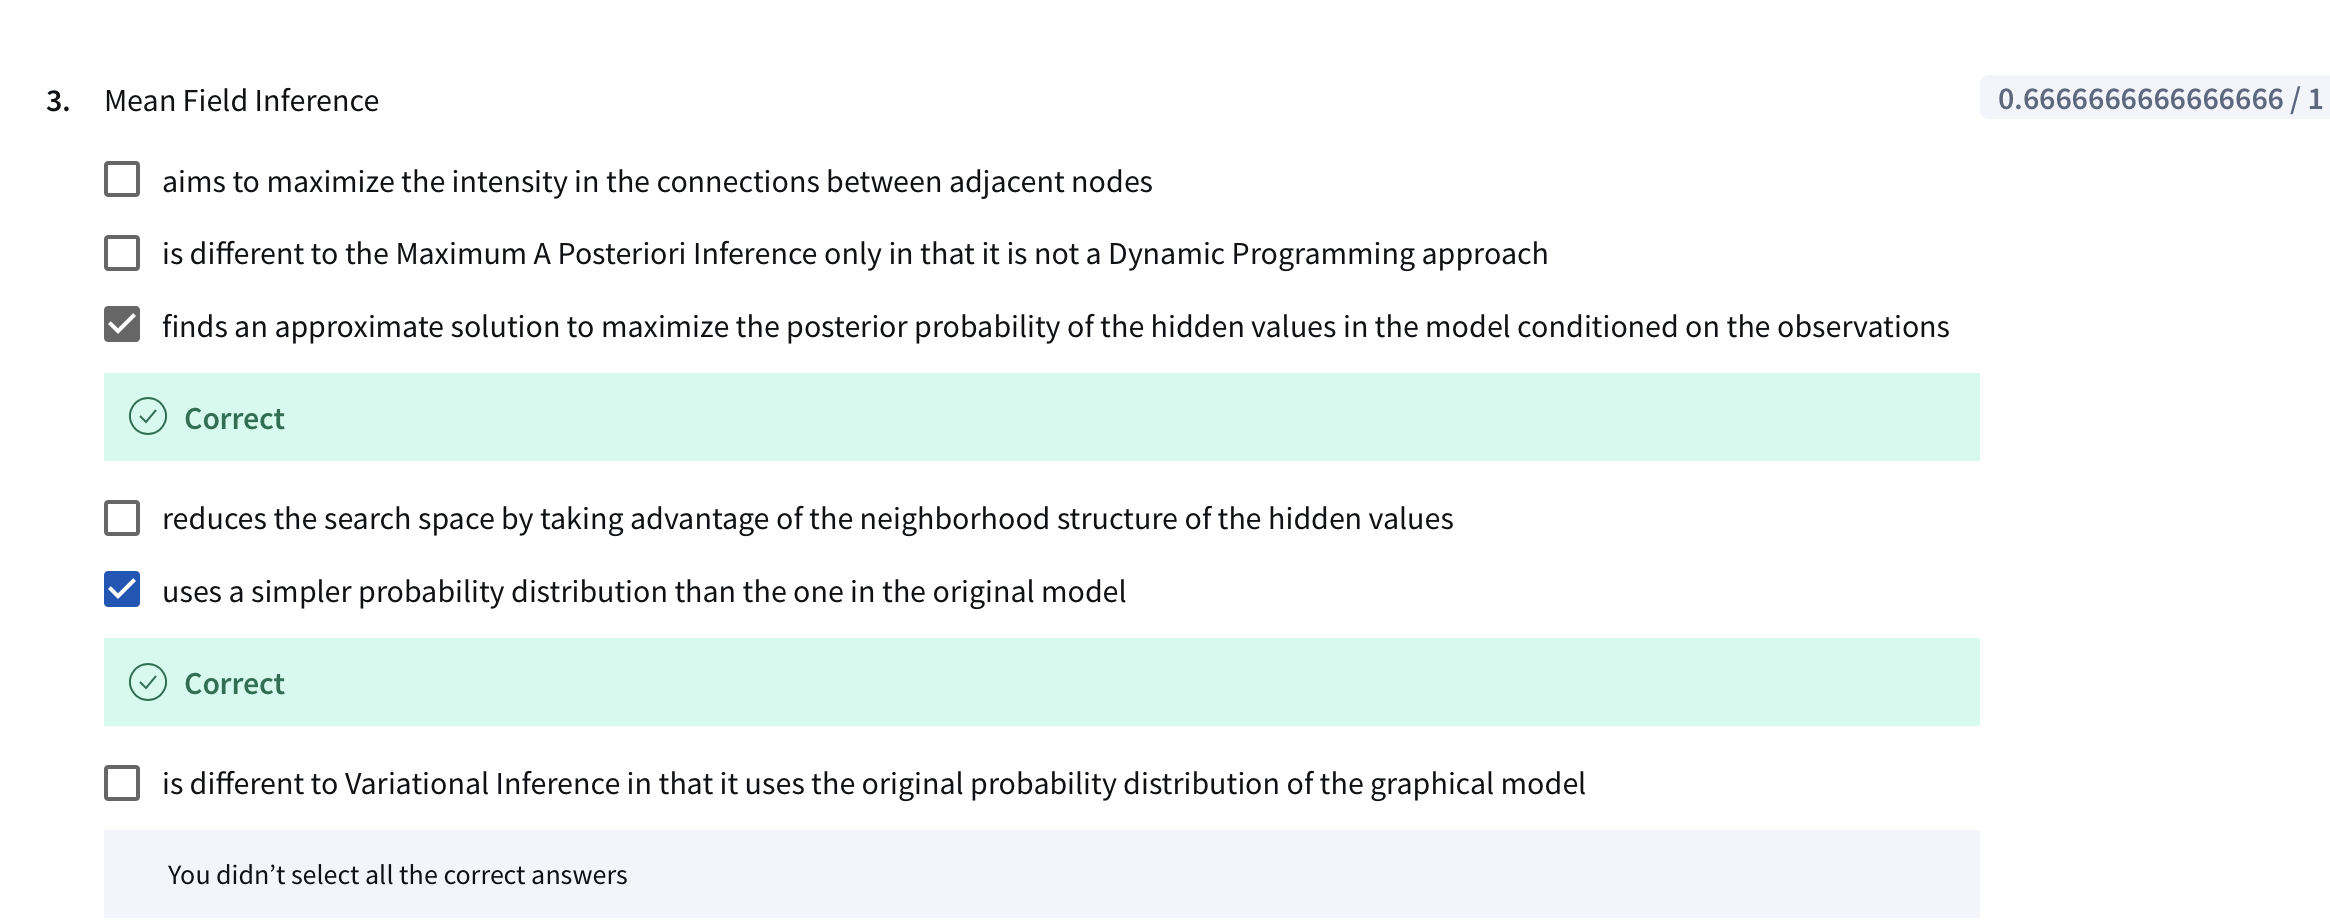 3. Mean Field Inference 0.6666666666666666 / 1
aims to maximize the intensity in the connections between adjacent nodes
is different to the Maximum A Posteriori Inference only in that it is not a Dynamic Programming approach
finds an approximate solution to maximize the posterior probability of the hidden values in the model conditioned on the observations
Correct
reduces the search space by taking advantage of the neighborhood structure of the hidden values
uses a simpler probability distribution than the one in the original model
Correct
is different to Variational Inference in that it uses the original probability distribution of the graphical model
You didn’t select all the correct answers